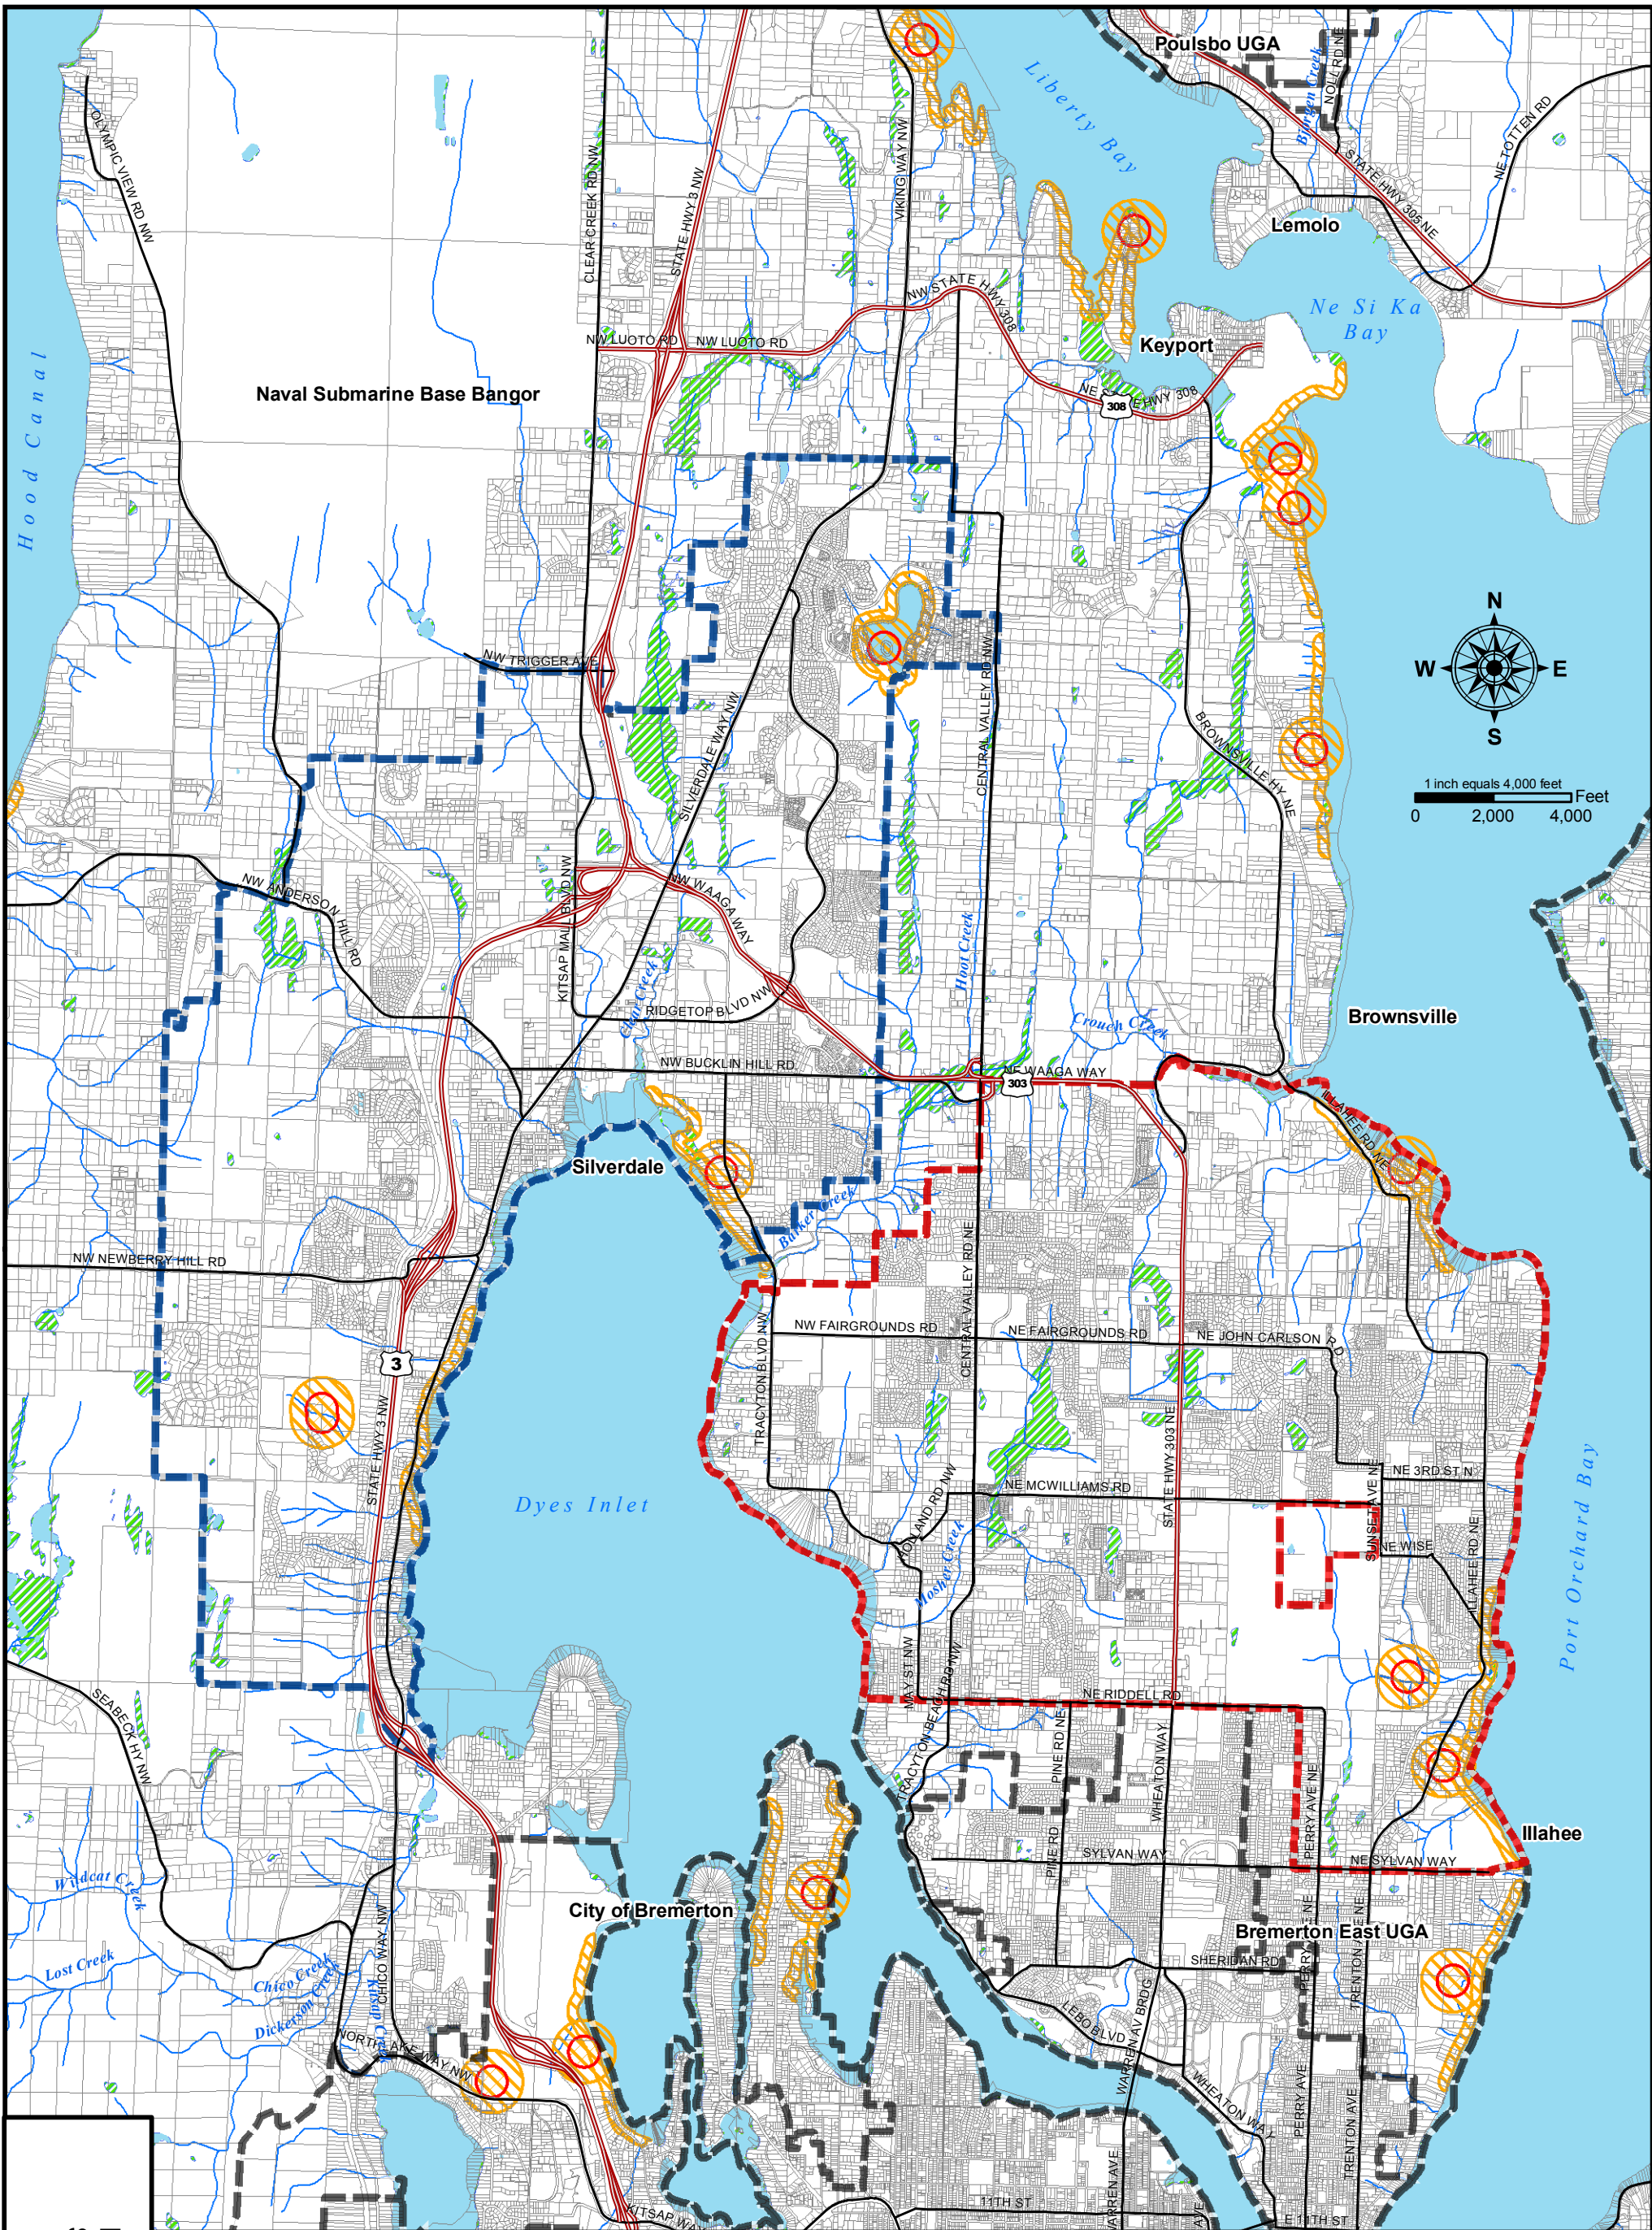 Poulsbo UGA
Liberty Bay
Bjorgen Creek
NOLL RD NE
NE TOTTEN RD
OLYMPIC VIEW RD NW
CLEAR CREEK RD NW
STATE HWY 3 NW
VIKING WAY NW
STATE HWY 305 NE
Lemolo
NW STATE HWY 308
Ne Si Ka
Bay
NW LUOTO RD
NW LUOTO RD
Keyport
Hood Canal
Naval Submarine Base Bangor
NE STATE HWY 308
308
N
W
E
S
NW TRIGGER AVE
CENTRAL VALLEY RD NW
SILVERDALE WAY NW
BROWNSVILLE HY NE
1 inch equals 4,000 feet
Feet
0
2,000
4,000
NW ANDERSON HILL RD
KITSAP MALL BLVD NW
NW WAAGA WAY
Hoot Creek
Clear Creek
RIDGETOP BLVD NW
Crouch Creek
Brownsville
NW BUCKLIN HILL RD
NE WAAGA WAY
303
ILLAHEE RD NE
Silverdale
Barker Creek
NW NEWBERRY HILL RD
CENTRAL VALLEY RD NE
TRACYTON BLVD NW
NW FAIRGROUNDS RD
NE FAIRGROUNDS RD
NE JOHN CARLSON RD
3
STATE HWY 3 NW
STATE HWY 303 NE
NE 3RD ST N
NE MCWILLIAMS RD
SUNSET AVE NE
Dyes Inlet
Port Orchard Bay
HOLLAND RD NW
Mosher Creek
NE WISE
ILLAHEE RD NE
MAY ST NW
TRACYTON BEACH RD NW
NE RIDDELL RD
SEABECK HY NW
PINE RD NE
WHEATON WAY
PERRY AVE NE
PINE RD
SYLVAN WAY
NE SYLVAN WAY
Illahee
Wildcat Creek
City of Bremerton
Bremerton East UGA
Lost Creek
Chico Creek
Dickerson Creek
Kitsap Creek
CHICO WAY NW
SHERIDAN RD
PERRY AVE NE
TRENTON AVE NE
LEBO BLVD
WARREN AV BRDG
NORTHLAKE WAY NW
WHEATON WAY
PERRY AVE
TRENTON AVE
KITSAP WAY
11TH ST
WARREN AVE
AVE
E 11TH ST